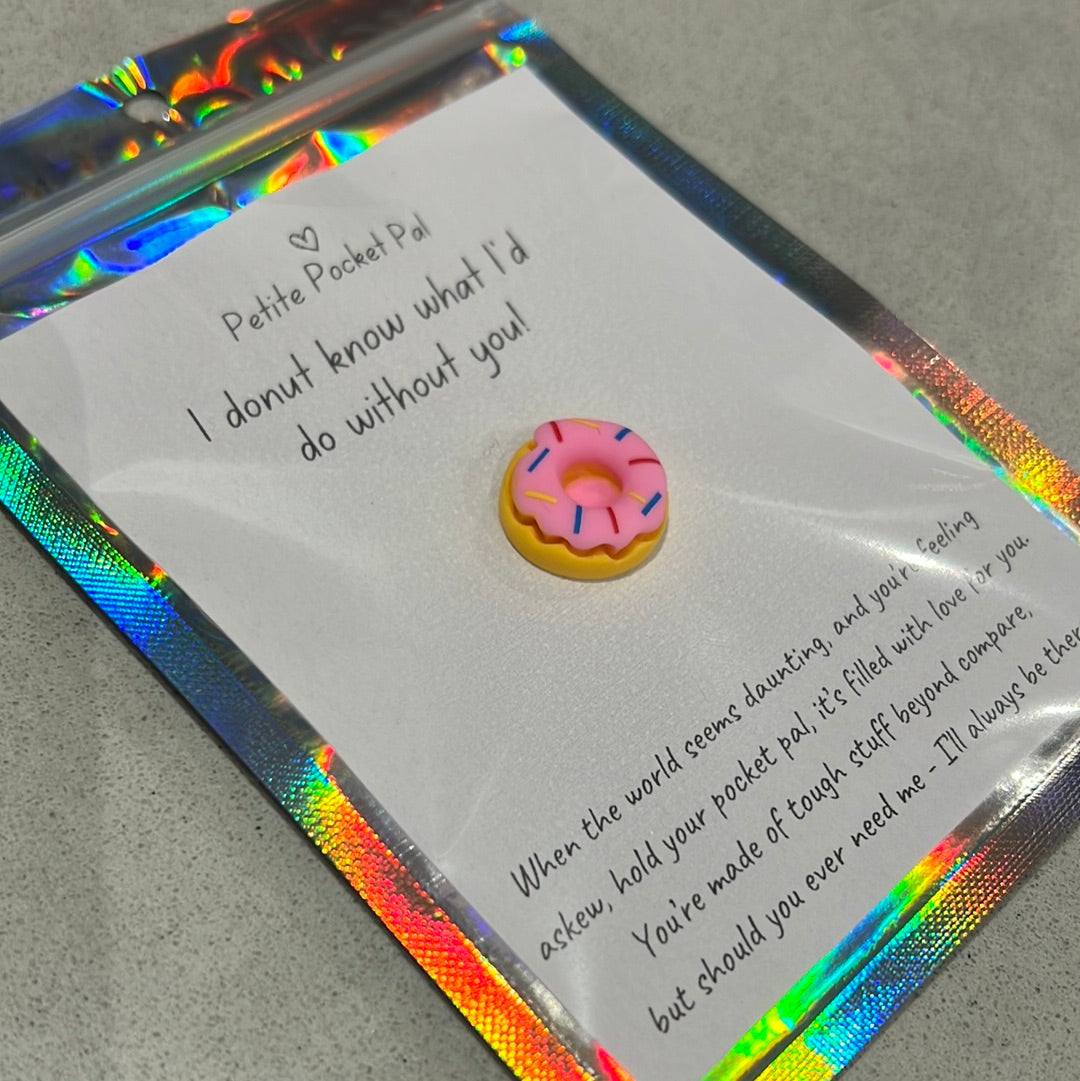 Petite Pocket Pal
I donut know what I'd
do without you!
When the world seems daunting, and you're feeling
askew, hold your pocket pal, it's filled with love for you.
You're made of tough stuff beyond compare,
but should you ever need me - I'll always be